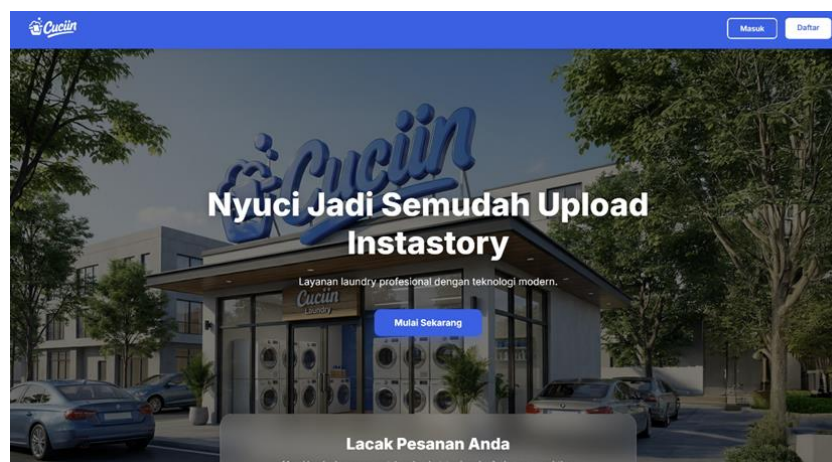 Cuciin
Masuk
Daftar
Cuciin
Nyuci Jadi Semudah Upload
Instastory
Layanan laundry profesional dengan teknologi modern.
Cuciin
Laundry
Mulai Sekarang
Lacak Pesanan Anda